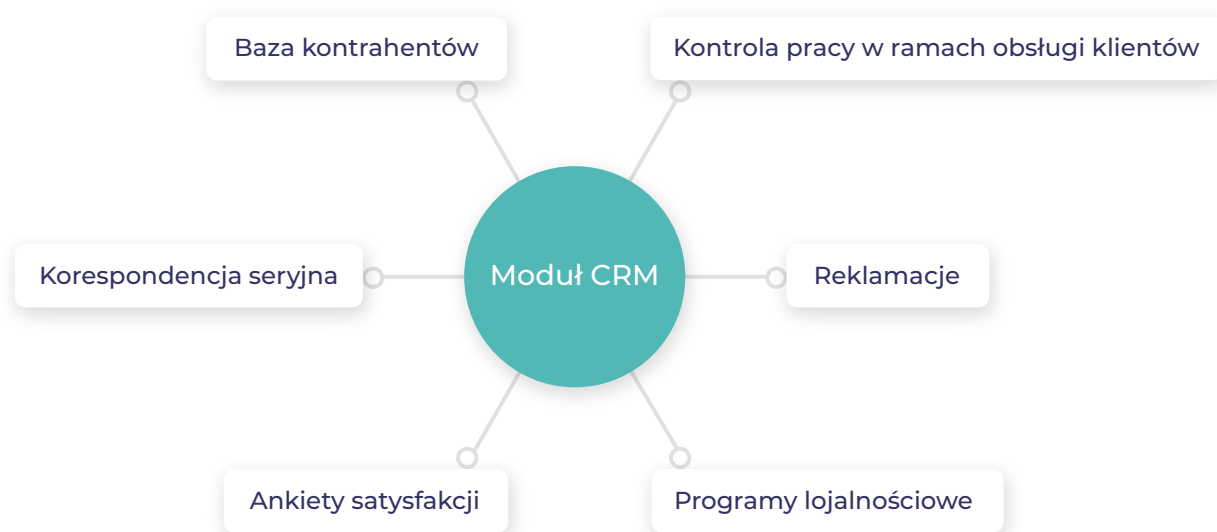 Baza kontrahentów
Kontrola pracy w ramach obsługi klientów
Korespondencja seryjna
Moduł CRM
Reklamacje
Ankiety satysfakcji
Programy lojalnościowe